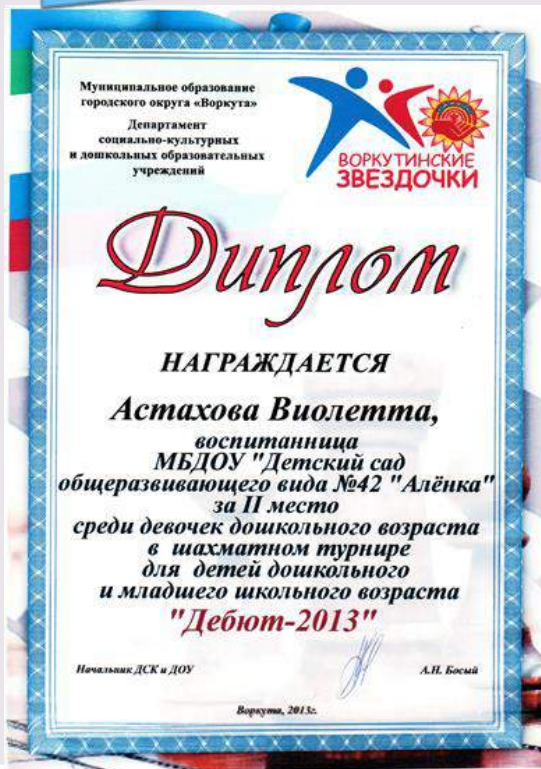 Муниципальное образование
городского округа «Воркута»
Департамент
социально-культурных
и дошкольных образовательных
учреждений
ВОРКУТИНСКИЕ
ЗВЕЗДОЧКИ
Диплом
НАГРАЖДАЕТСЯ
Астахова Виолетта,
воспитанница
МБДОУ "Детский сад
общеразвивающего вида №42 "Алёнка"
за II место
среди девочек дошкольного возраста
в шахматном турнире
для детей дошкольного
и младшего школьного возраста
"Дебют-2013"
Начальник ДСК и ДОУ
А.Н. Босый
Воркута, 2013г.